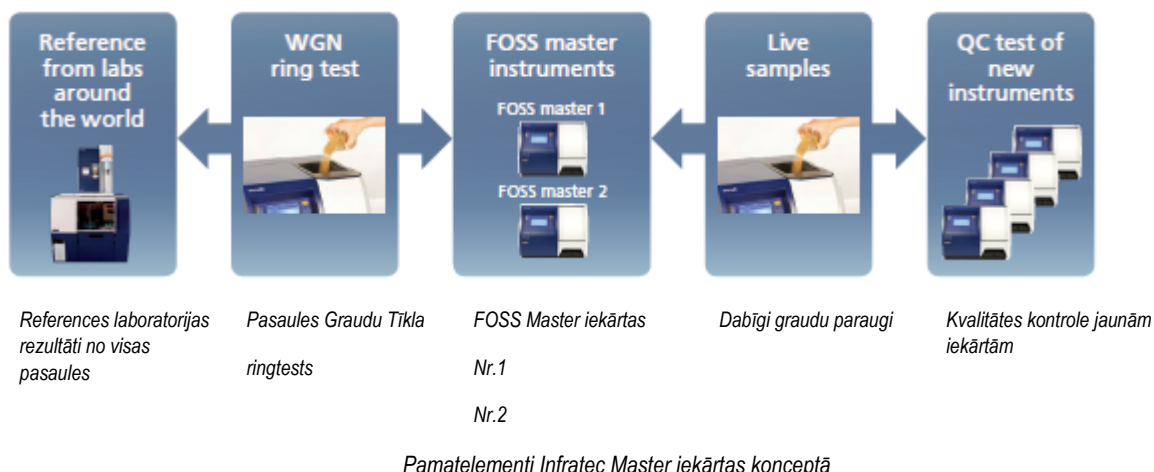 Reference
from labs
around
the world
WGN
ring test
FOSS master
instruments
FOSS master 1
FOSS master 2
Live
samples
QC test of
new
instruments
References laboratorijas
rezultāti no visas
pasaules
Pasaules Graudu Tīkla
ringtests
FOSS Master iekārtas
Nr.1
Nr.2
Dabīgi graudu paraugi
Kvalitātes kontrole jaunām
iekārtām
Pamatelementi Infratec Master iekārtas konceptā